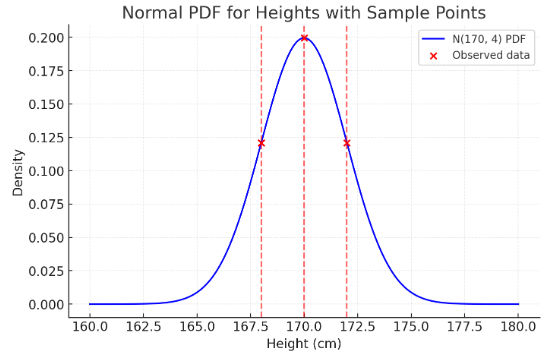 Normal PDF for Heights with Sample Points
N(170, 4) PDF
Observed data
0.200
0.175
0.150
0.125
0.100
0.075
0.050
0.025
0.000
Density
160.0 162.5 165.0 167.5 170.0 172.5 175.0 177.5 180.0
Height (cm)